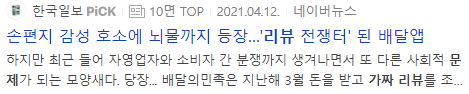 한국일보 PiCK 10면 TOP 2021.04.12. 네이버뉴스
손편지 감성 호소에 뇌물까지 등장...'리뷰 전쟁터' 된 배달앱
하지만 최근 들어 자영업자와 소비자 간 분쟁까지 생겨나면서 또 다른 사회적 문
제가 되는 모양새다. 당장... 배달의민족은 지난해 3월 돈을 받고 가짜 리뷰를 조...